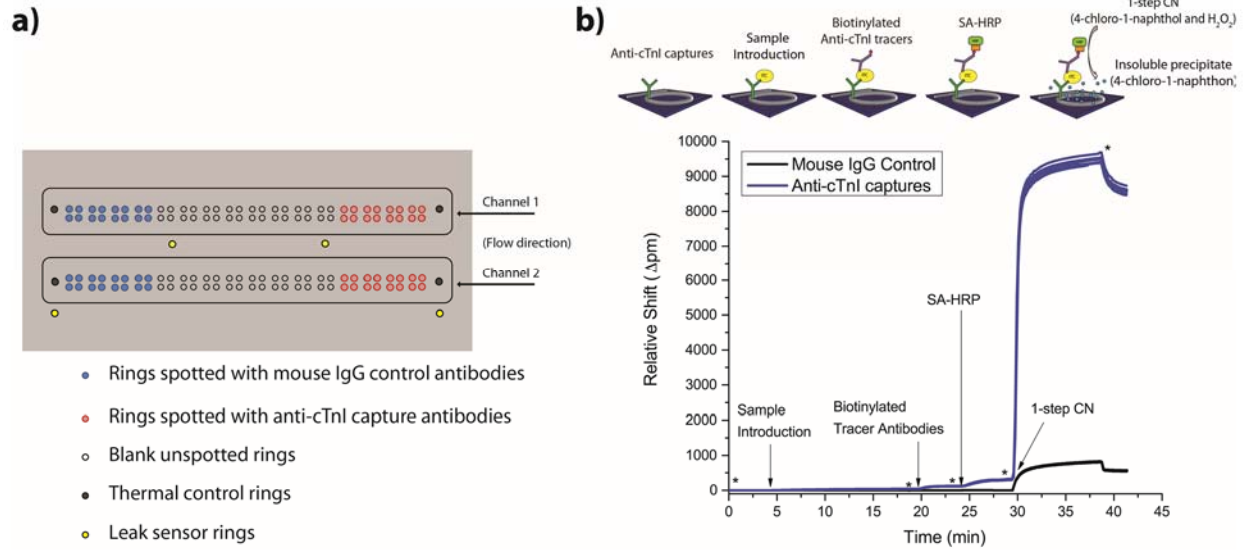 a)
Channel 1
(Flow direction)
Channel 2
Rings spotted with mouse IgG control antibodies
Rings spotted with anti-cTnI capture antibodies
Blank unspotted rings
Thermal control rings
Leak sensor rings
b)
Anti-cTnI captures
Sample
Introduction
Biotinylated
Anti-cTnI tracers
SA-HRP
1-step CN
(4-chloro-1-naphthol and H₂O₂)
Insoluble precipitate
(4-chloro-1-naphthon)
Mouse IgG Control
Anti-cTnI captures
Relative Shift (Δpm)
10000
9000
8000
7000
6000
5000
4000
3000
2000
1000
0
Sample
Introduction
Biotinylated
Tracer Antibodies
SA-HRP
1-step CN
*
*
*
*
*
0 5 10 15 20 25 30 35 40 45
Time (min)